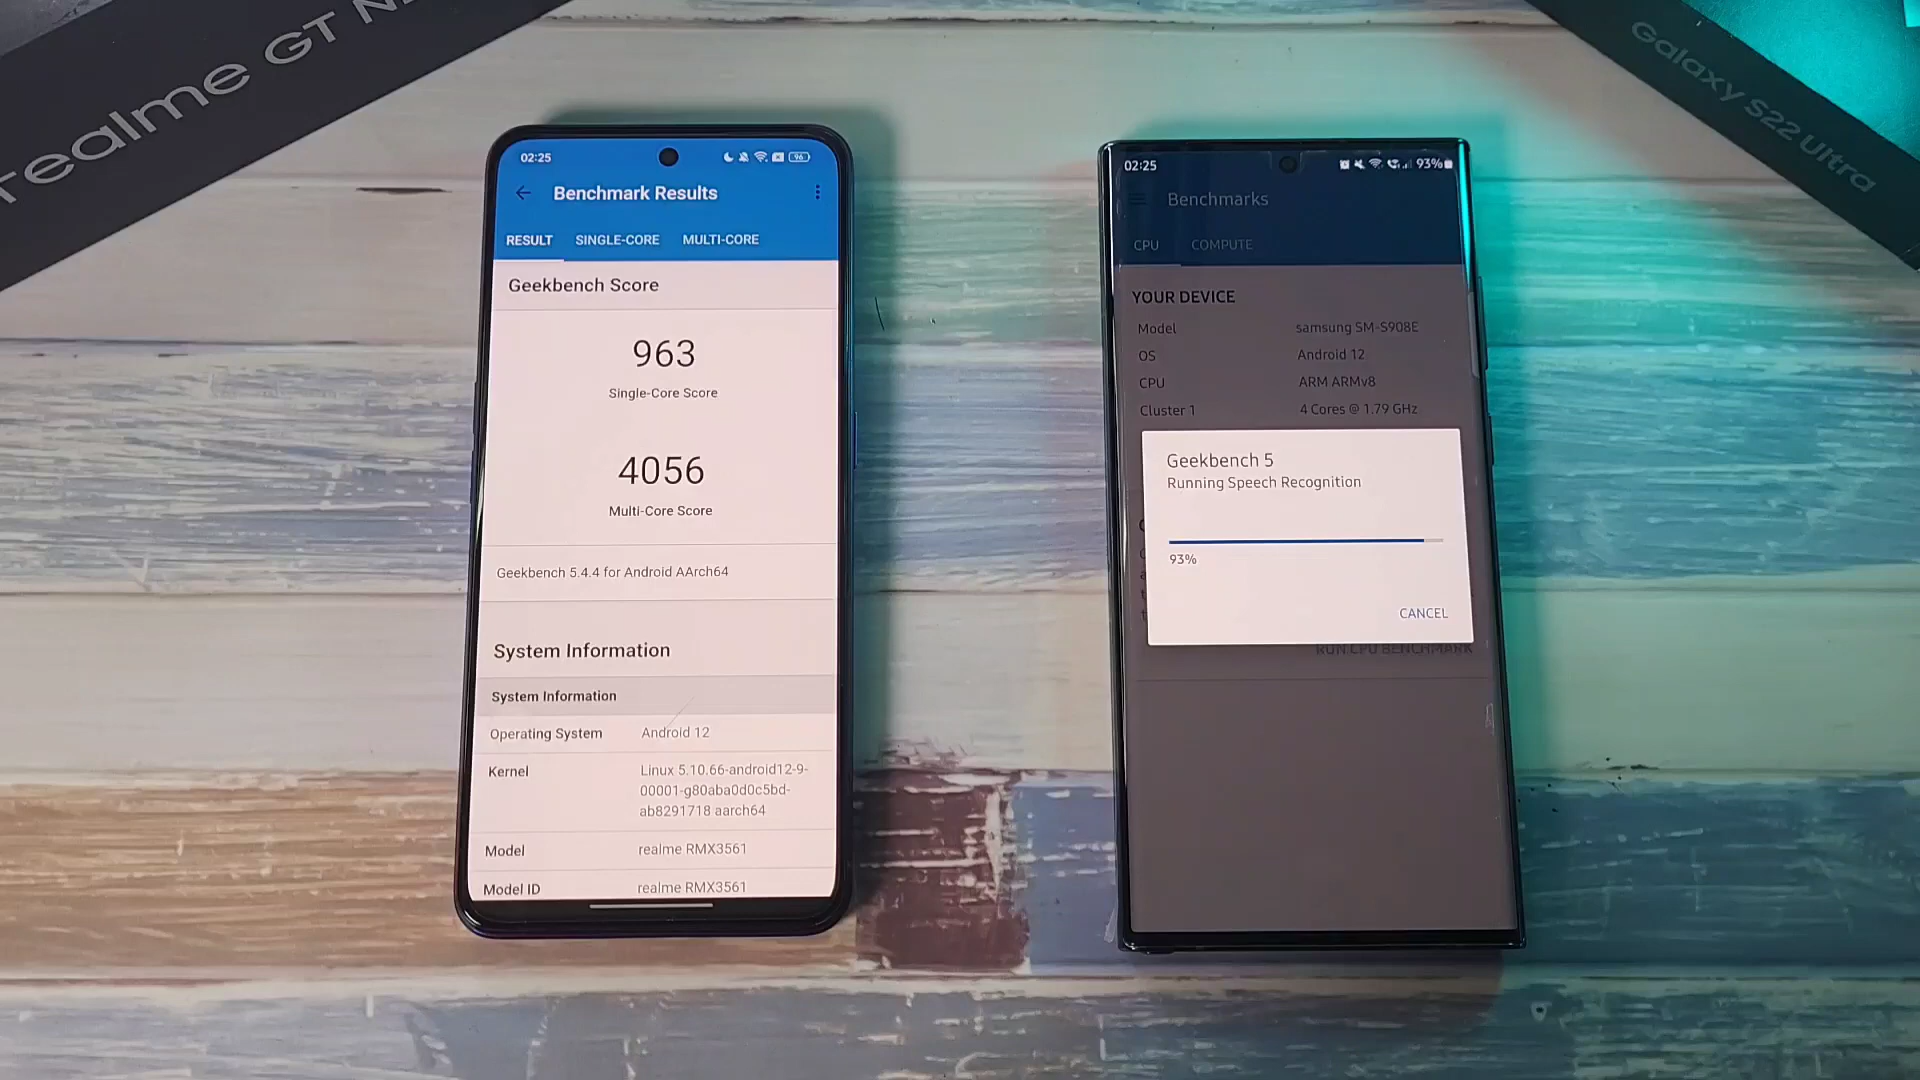 realme GT
Galaxy S22 Ultra
02:25
96
Benchmark Results
RESULT SINGLE-CORE MULTI-CORE
Geekbench Score
963
Single-Core Score
4056
Multi-Core Score
Geekbench 5.4.4 for Android AArch64
System Information
System Information
Operating System Android 12
Kernel Linux 5.10.66-android12-9-
00001-g80aba0d0c5bd-
ab8291718 aarch64
Model realme RMX3561
Model ID realme RMX3561
02:25 93%
Benchmarks
CPU COMPUTE
YOUR DEVICE
Model samsung SM-S908E
OS Android 12
CPU ARM ARMv8
Cluster 1 4 Cores @ 1.79 GHz
Geekbench 5
Running Speech Recognition
93%
CANCEL
RUN CPU BENCHMARK